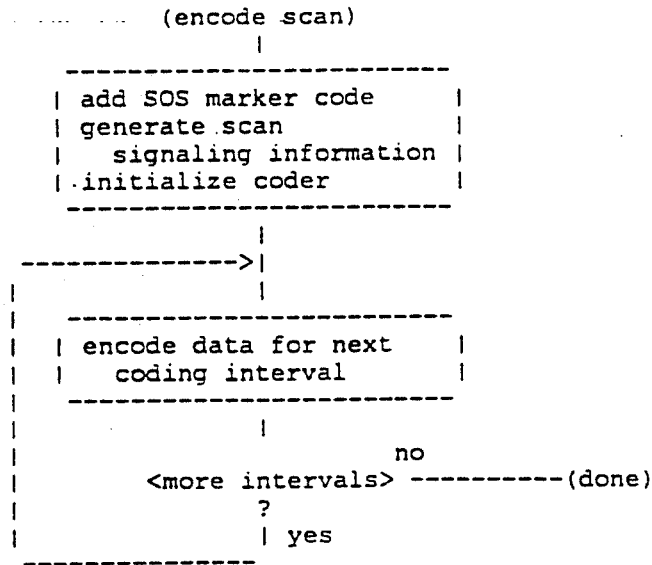 (encode scan)
add SOS marker code
generate scan
signaling information
initialize coder
encode data for next
coding interval
no
<more intervals> ----------(done)
?
yes